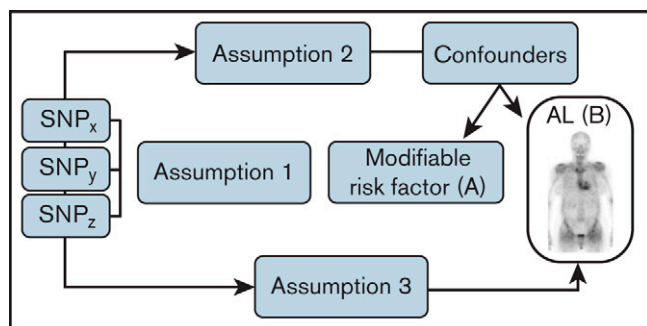 Assumption 2
Confounders
AL (B)
SNPx
SNPy
SNPz
Assumption 1
Modifiable
risk factor (A)
Assumption 3